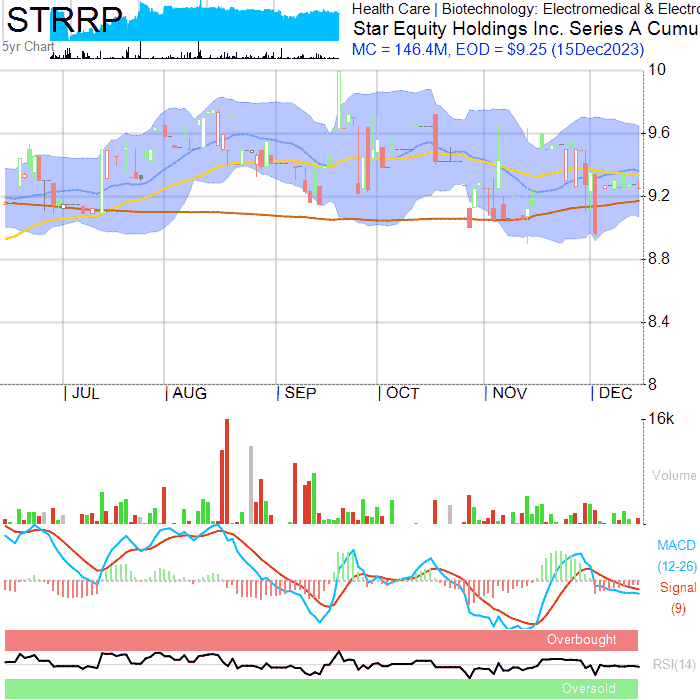 STRRP
5yr Chart
Health Care | Biotechnology: Electromedical & Electro
Star Equity Holdings Inc. Series A Cumu
MC = 146.4M, EOD = $9.25 (15Dec2023)
10
9.6
9.2
8.8
8.4
8
JUL AUG SEP OCT NOV DEC
16k
Volume
MACD
(12-26)
Signal
(9)
Overbought
RSI(14)
Oversold